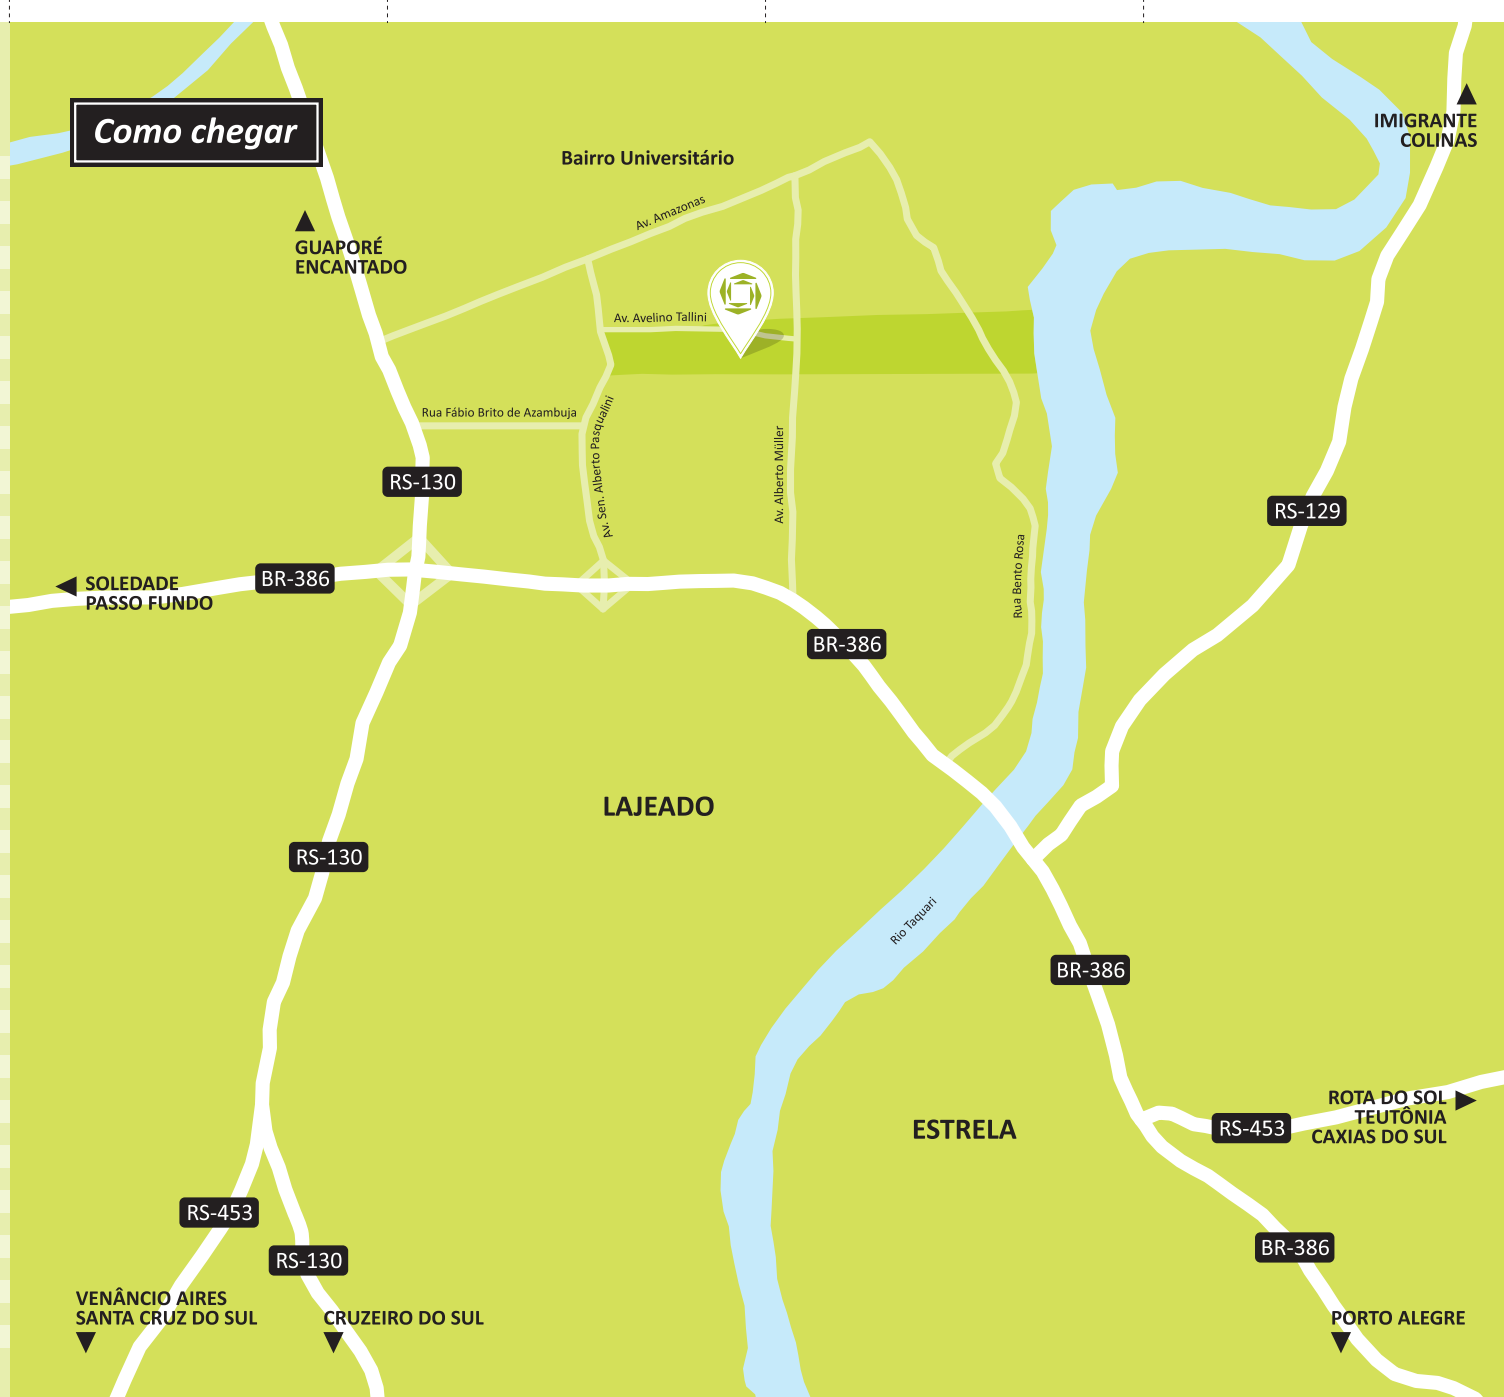 Como chegar
IMIGRANTE
COLINAS
Bairro Universitário
Av. Amazonas
GUAPORÉ
ENCANTADO
Av. Avelino Tallini
Rua Fábio Brito de Azambuja
Av. Sen. Alberto Pasqualini
Av. Alberto Müller
RS-130
RS-129
Rua Bento Rosa
BR-386
SOLEDADE
PASSO FUNDO
BR-386
LAJEADO
RS-130
Rio Taquari
BR-386
ROTA DO SOL
TEUTÔNIA
CAXIAS DO SUL
RS-453
ESTRELA
RS-453
BR-386
RS-130
VENÂNCIO AIRES
SANTA CRUZ DO SUL
CRUZEIRO DO SUL
PORTO ALEGRE